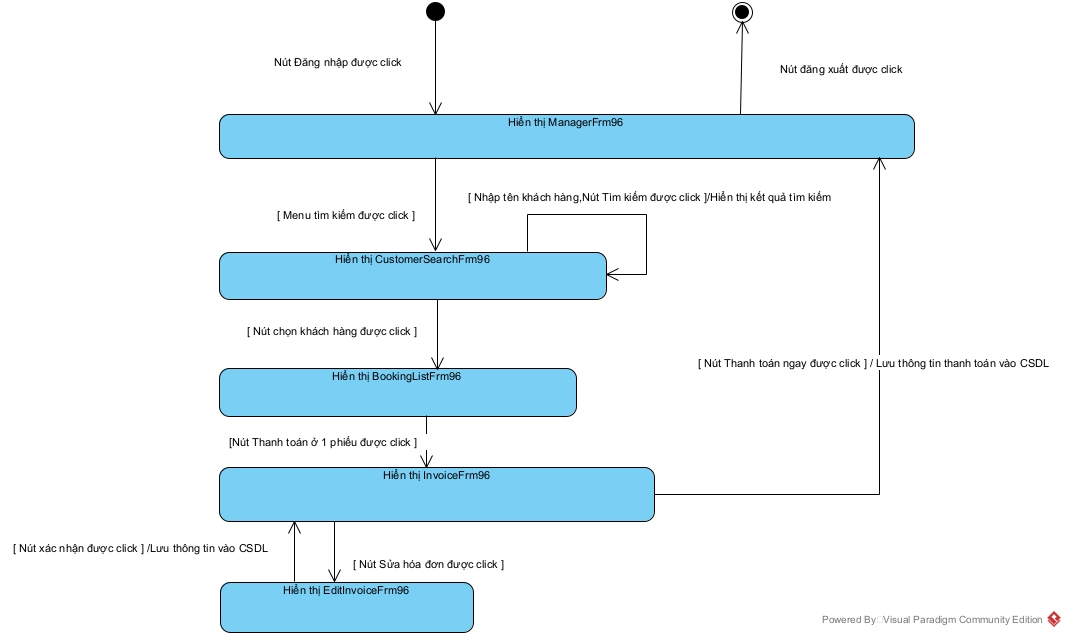 Nút Đăng nhập được click
Nút đăng xuất được click
Hiển thị ManagerFrm96
[ Menu tìm kiếm được click ]
[ Nhập tên khách hàng,Nút Tìm kiếm được click ]/Hiển thị kết quả tìm kiếm
Hiển thị CustomerSearchFrm96
[ Nút chọn khách hàng được click ]
[ Nút Thanh toán ngay được click ] / Lưu thông tin thanh toán vào CSDL
Hiển thị BookingListFrm96
[Nút Thanh toán ở 1 phiếu được click ]
Hiển thị InvoiceFrm96
[ Nút xác nhận được click ] /Lưu thông tin vào CSDL
[ Nút Sửa hóa đơn được click ]
Hiển thị EditInvoiceFrm96
Powered By Visual Paradigm Community Edition